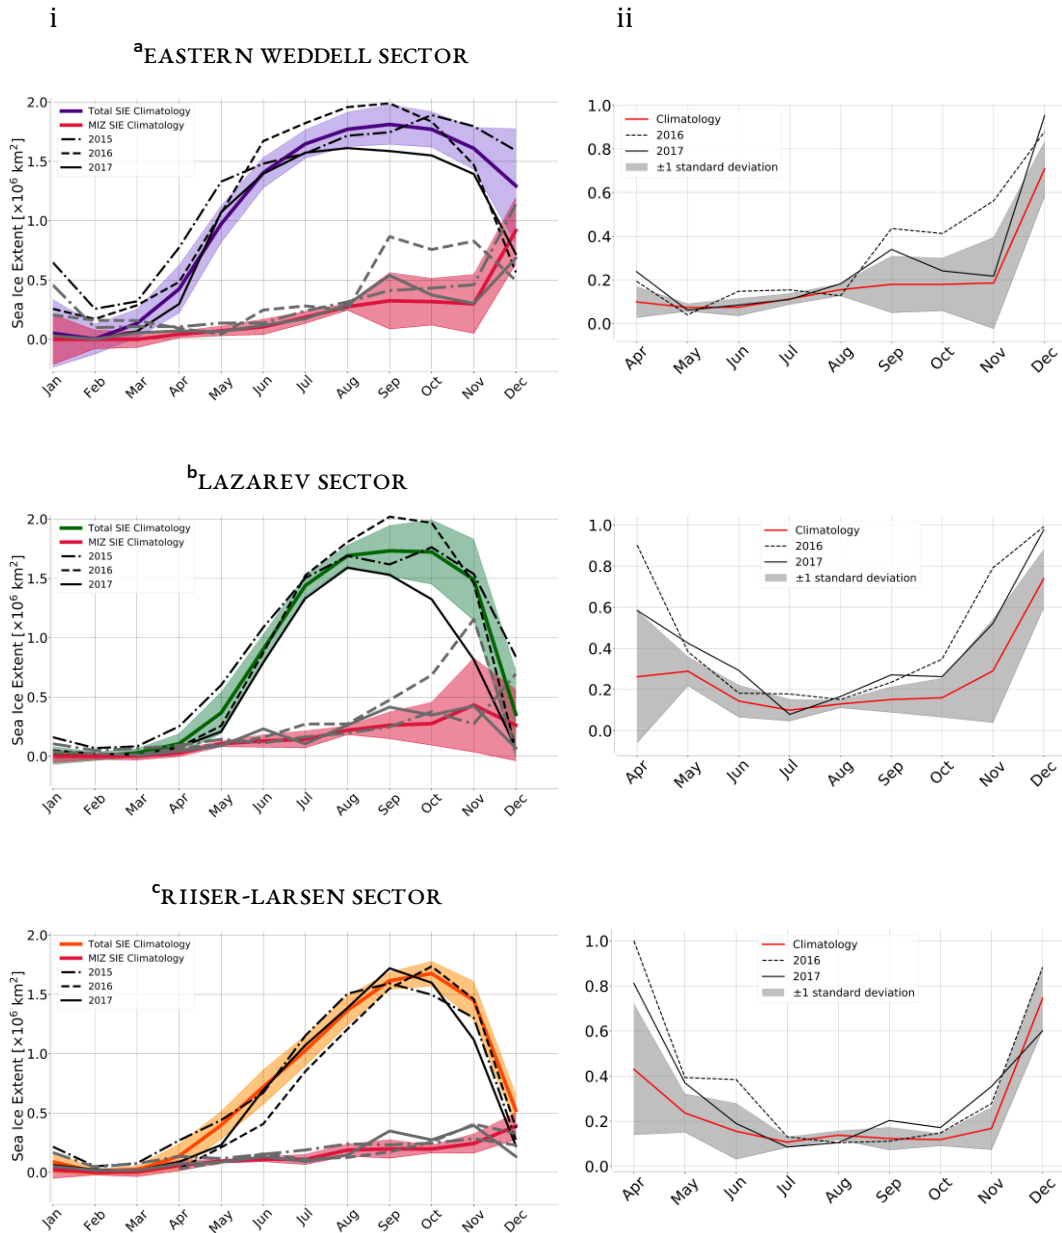 i
ii
ᵃEASTERN WEDDELL SECTOR
Sea Ice Extent [×10⁶ km²]
2.0
1.5
1.0
0.5
0.0
Total SIE Climatology
MIZ SIE Climatology
2015
2016
2017
Jan Feb Mar Apr May Jun Jul Aug Sep Oct Nov Dec
1.0
0.8
0.6
0.4
0.2
0.0
Climatology
2016
2017
±1 standard deviation
Apr May Jun Jul Aug Sep Oct Nov Dec
ᵇLAZAREV SECTOR
Sea Ice Extent [×10⁶ km²]
2.0
1.5
1.0
0.5
0.0
Total SIE Climatology
MIZ SIE Climatology
2015
2016
2017
Jan Feb Mar Apr May Jun Jul Aug Sep Oct Nov Dec
1.0
0.8
0.6
0.4
0.2
0.0
Climatology
2016
2017
±1 standard deviation
Apr May Jun Jul Aug Sep Oct Nov Dec
ᶜRIISER-LARSEN SECTOR
Sea Ice Extent [×10⁶ km²]
2.0
1.5
1.0
0.5
0.0
Total SIE Climatology
MIZ SIE Climatology
2015
2016
2017
Jan Feb Mar Apr May Jun Jul Aug Sep Oct Nov Dec
1.0
0.8
0.6
0.4
0.2
0.0
Climatology
2016
2017
±1 standard deviation
Apr May Jun Jul Aug Sep Oct Nov Dec